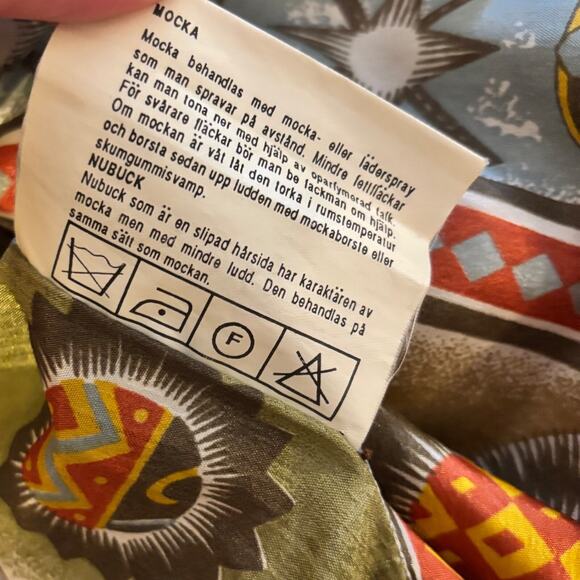 MOCKA
Mocka behandlas med mocka- eller läderspray
som man sprayar på avstånd. Mindre fettfläckar
kan man tona ner med hjälp av oparfymerad talk.
För svårare fläckar bör man be fackman om hjälp.
Om mockan är våt låt den torka i rumstemperatur
och borsta sedan upp ludden med mockaborste eller
skumgummisvamp.
NUBUCK
Nubuck som är en slipad hårsida har karaktären av
mocka men med mindre ludd. Den behandlas på
samma sätt som mockan.
F